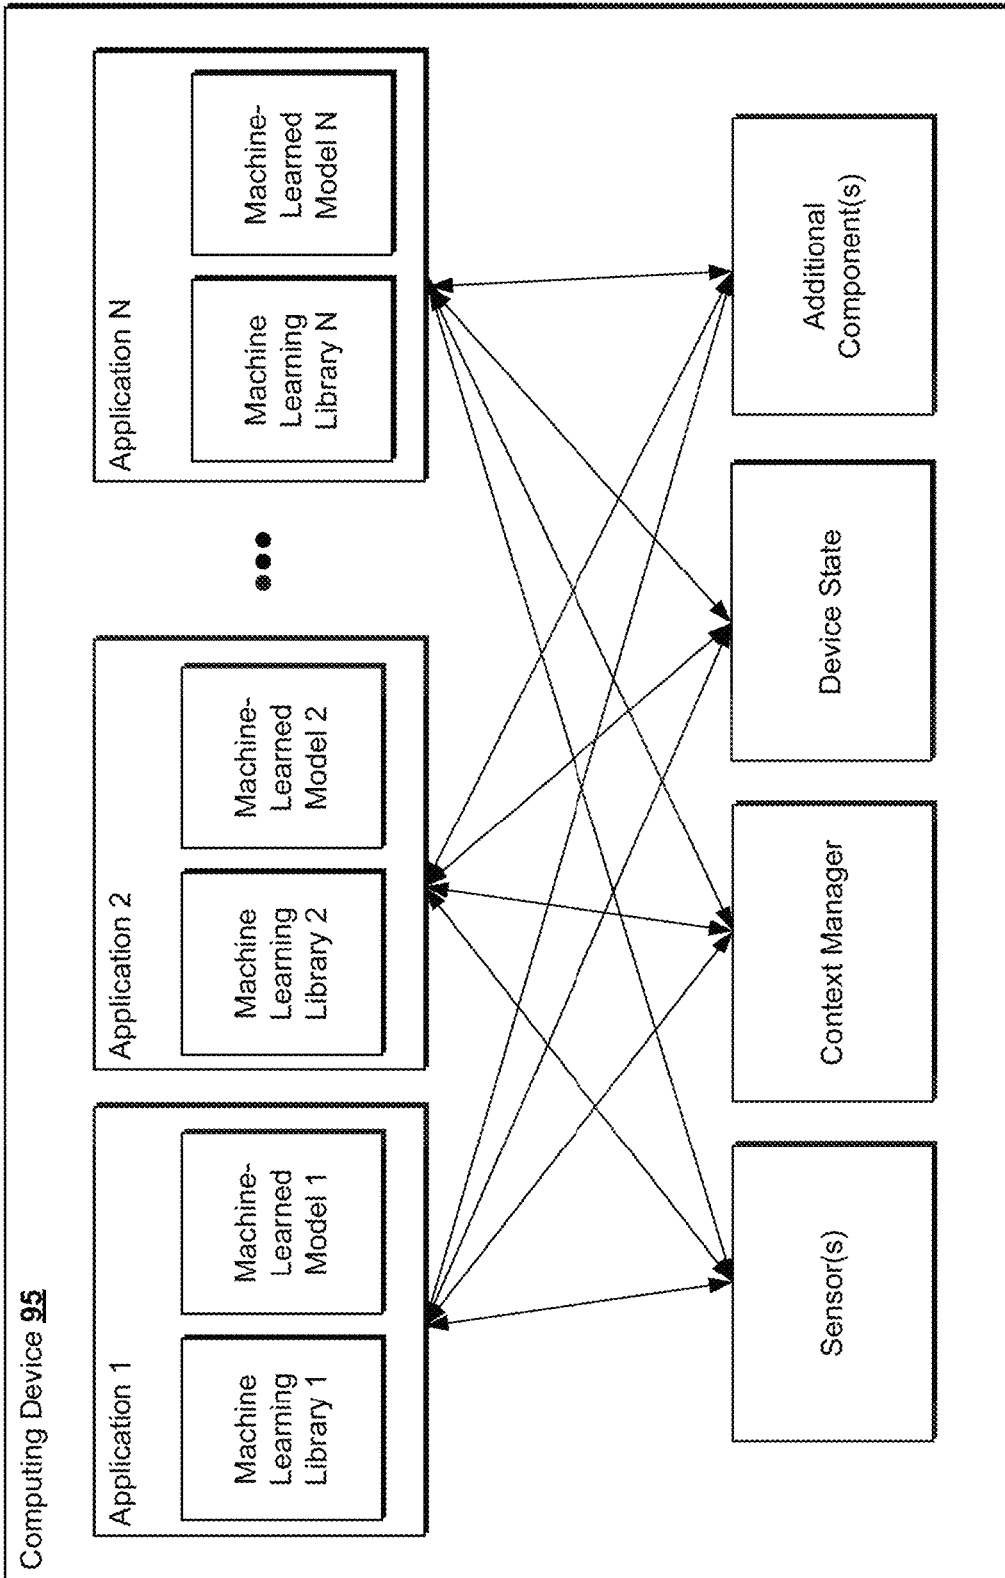 Computing Device 95
Application 1
Machine
Learning
Library 1
Machine-
Learned
Model 1
Application 2
Machine
Learning
Library 2
Machine-
Learned
Model 2
Application N
Machine
Learning
Library N
Machine-
Learned
Model N
Sensor(s)
Context Manager
Device State
Additional
Component(s)